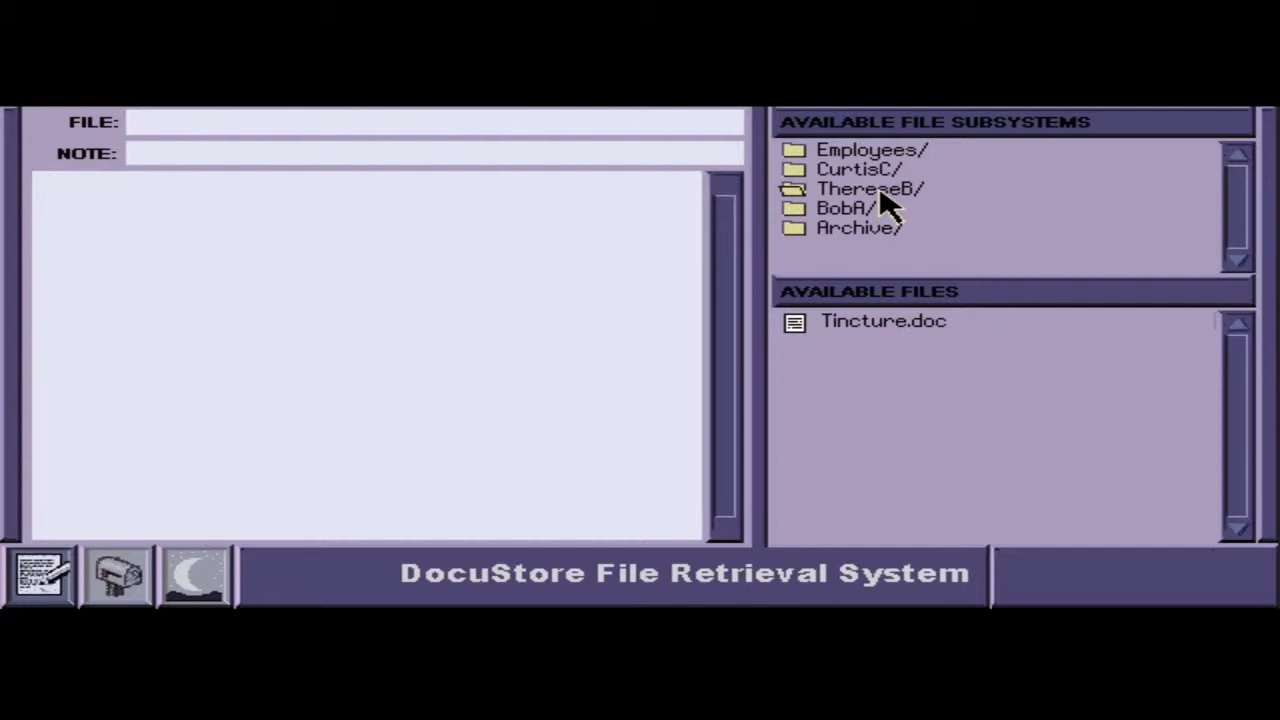 FILE:
NOTE:
AVAILABLE FILE SUBSYSTEMS
Employees/
CurtisC/
ThereseB/
BobA/
Archive/
AVAILABLE FILES
Tincture.doc
DocuStore File Retrieval System